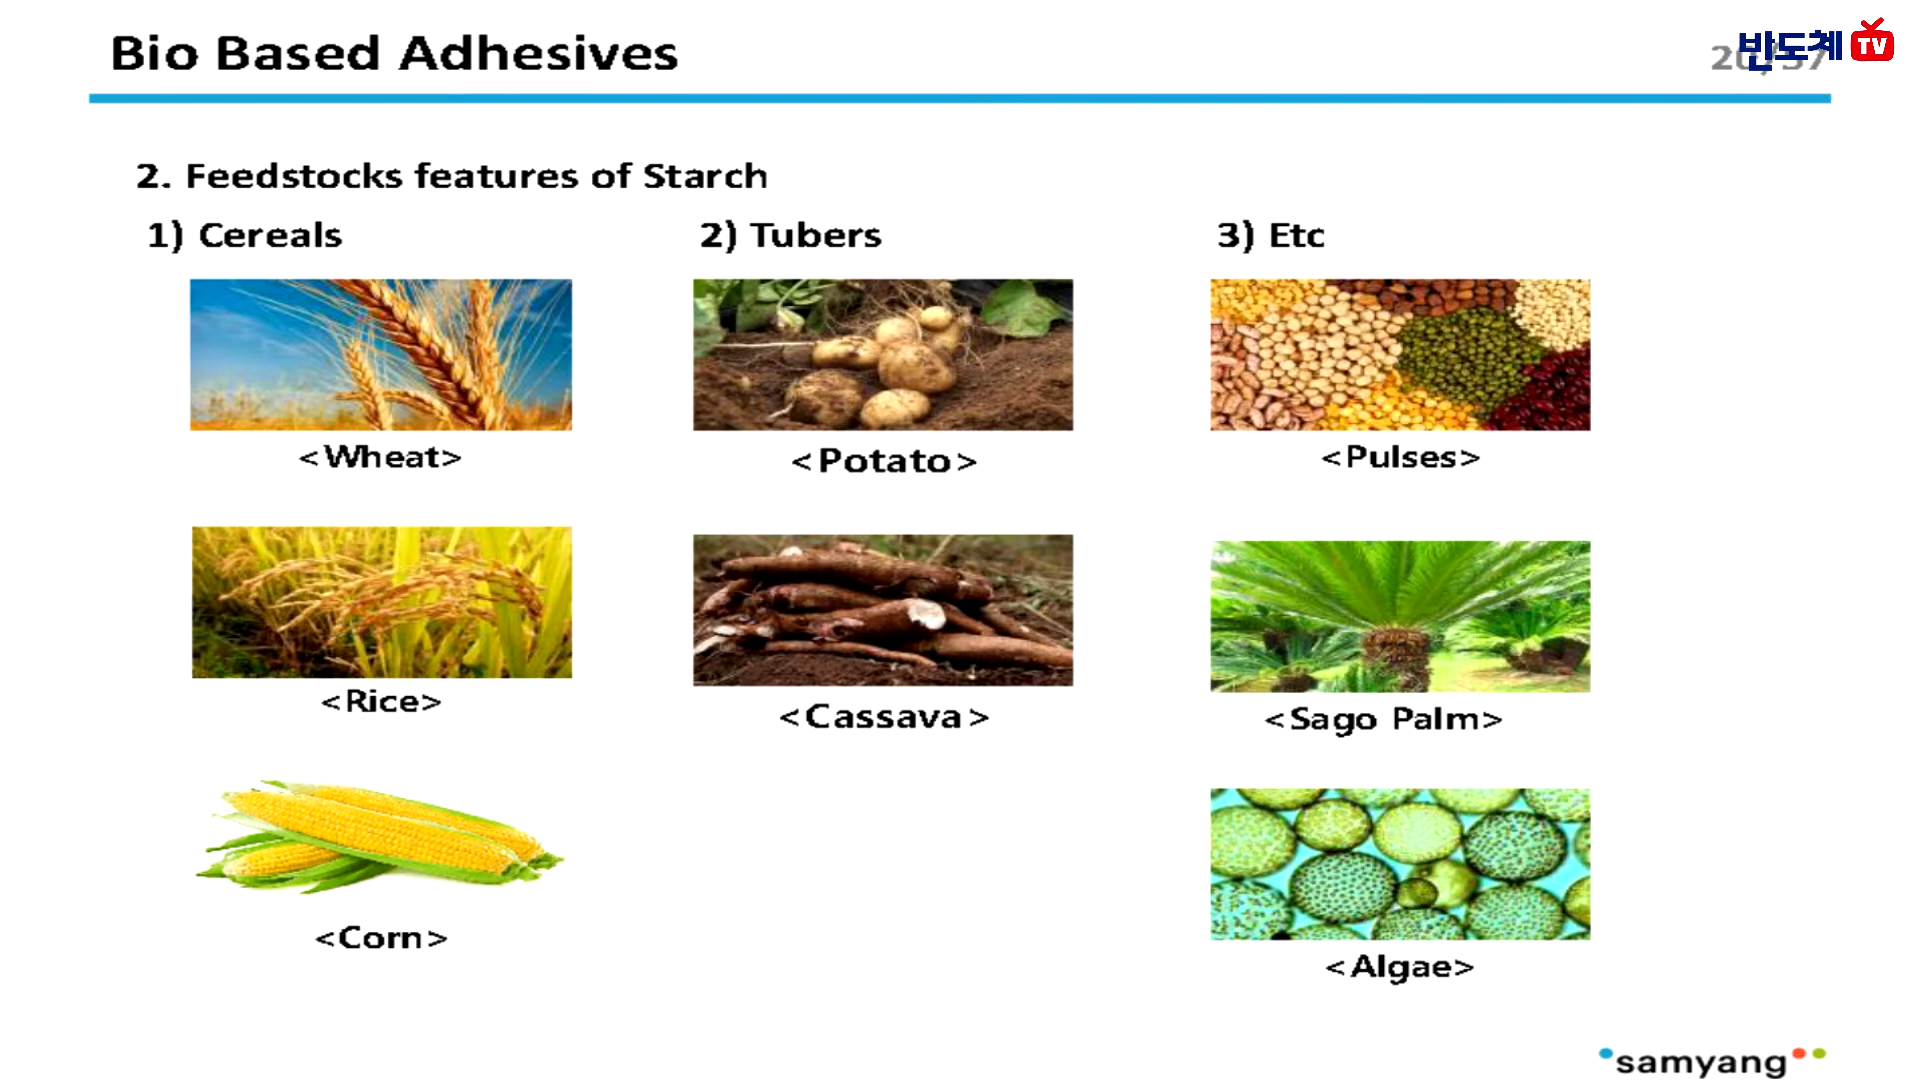 Bio Based Adhesives
반도체 TV
2. Feedstocks features of Starch
1) Cereals
2) Tubers
3) Etc
<Wheat>
<Potato>
<Pulses>
<Rice>
<Cassava>
<Sago Palm>
<Corn>
<Algae>
samyang